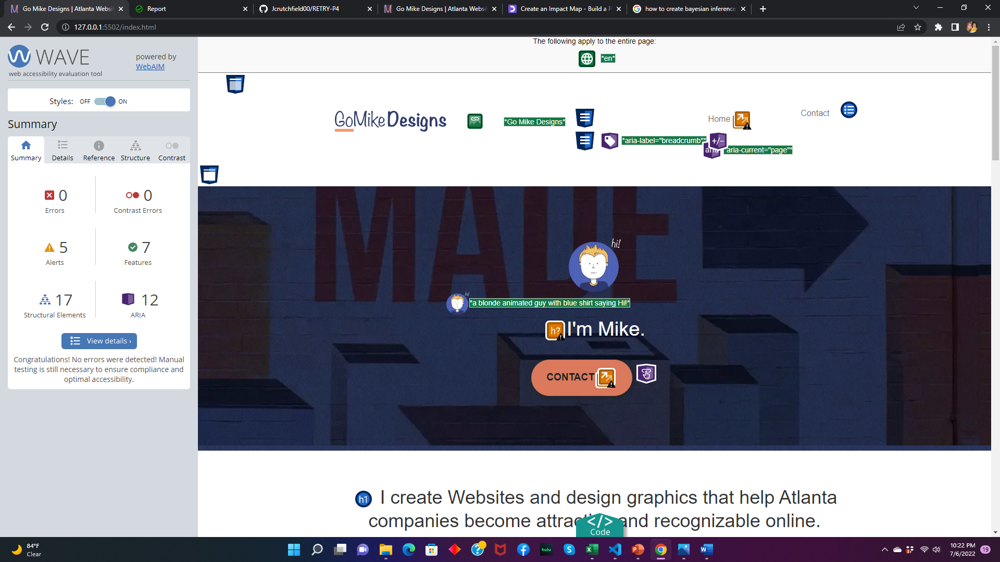 Go Mike Designs | Atlanta Websit
Report
Jcrutchfield00/RETRY-P4
Go Mike Designs | Atlanta Websit
Create an Impact Map - Build a P
how to create bayesian inference
127.0.0.1:5502/index.html
WAVE
powered by
WebAIM
web accessibility evaluation tool
Styles: OFF ON
Summary
Summary Details Reference Structure Contrast
0
Errors
0
Contrast Errors
5
Alerts
7
Features
17
Structural Elements
12
ARIA
View details ›
Congratulations! No errors were detected! Manual
testing is still necessary to ensure compliance and
optimal accessibility.
The following apply to the entire page:
*en*
GoMikeDesigns
*Go Mike Designs*
Home
Contact
*aria-label="breadcrumb"*
+/-
*aria-current="page"*
MADE
hi!
hi!
*a blonde animated guy with blue shirt saying Hi!*
h?
I'm Mike.
CONTACT
h1
I create Websites and design graphics that help Atlanta
companies become and recognizable online.
</>
Code
84°F
Clear
hulu
10:22 PM
7/6/2022
19